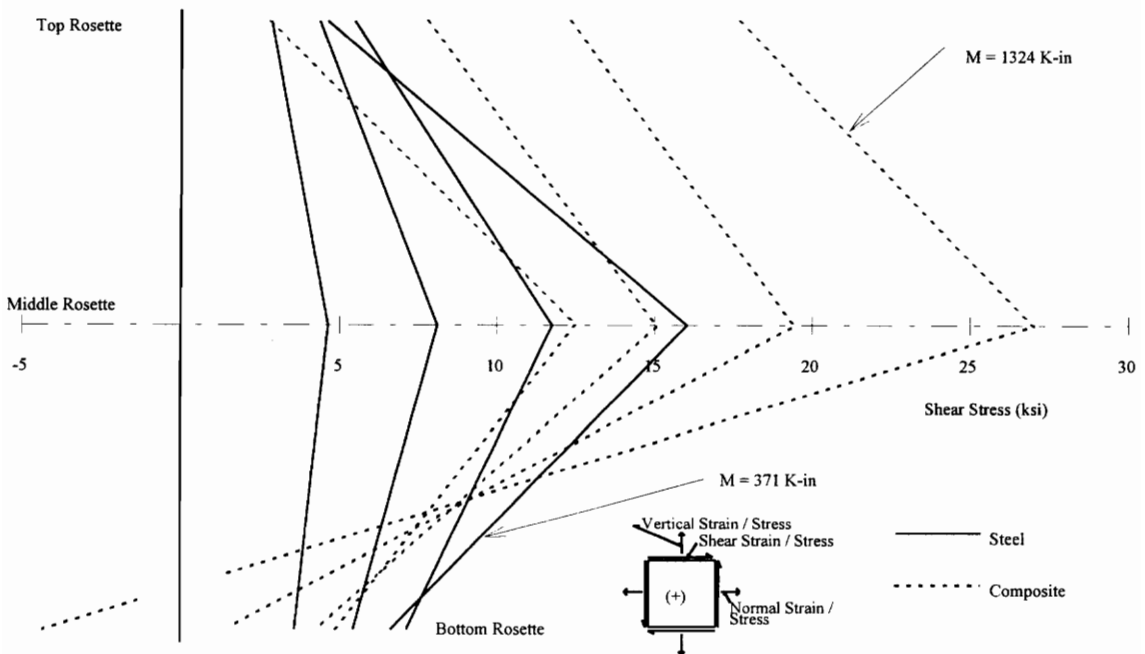 Top Rosette
M = 1324 K-in
Middle Rosette
-5
5
10
15
20
25
30
Shear Stress (ksi)
M = 371 K-in
Vertical Strain / Stress
Shear Strain / Stress
(+)
Normal Strain /
Stress
Steel
Composite
Bottom Rosette